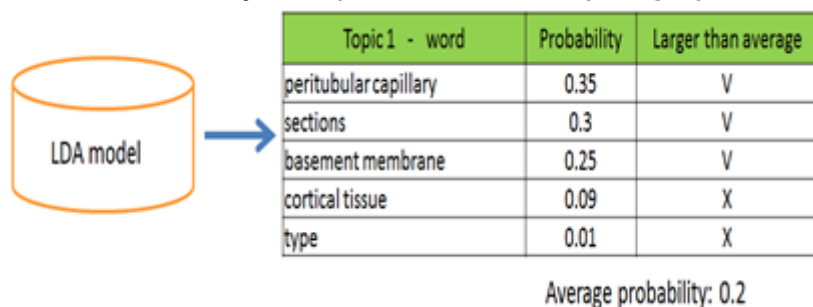 Topic 1 - word Probability Larger than average
peritubular capillary 0.35 V
sections 0.3 V
LDA model
basement membrane 0.25 V
cortical tissue 0.09 X
type 0.01 X
Average probability: 0.2